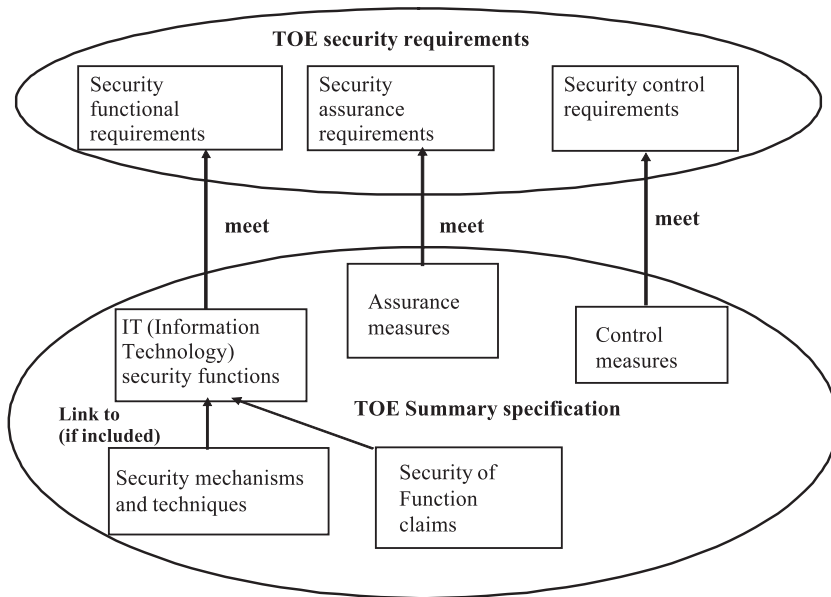 TOE security requirements
Security
functional
requirements
Security
assurance
requirements
Security control
requirements
meet
meet
meet
IT (Information
Technology)
security functions
Assurance
measures
Control
measures
Link to
(if included)
TOE Summary specification
Security mechanisms
and techniques
Security of
Function
claims